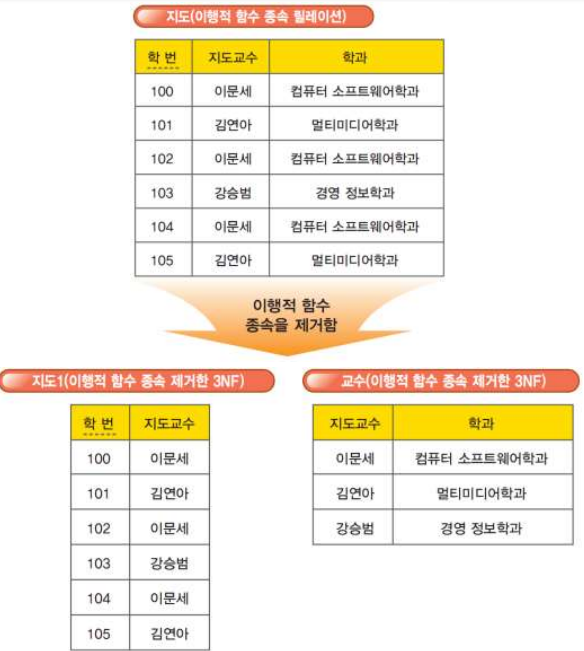 지도(이행적 함수 종속 릴레이션)
학 번 지도교수 학과
100 이문세 컴퓨터 소프트웨어학과
101 김연아 멀티미디어학과
102 이문세 컴퓨터 소프트웨어학과
103 강승범 경영 정보학과
104 이문세 컴퓨터 소프트웨어학과
105 김연아 멀티미디어학과
이행적 함수
종속을 제거함
지도1(이행적 함수 종속 제거한 3NF)
학 번 지도교수
100 이문세
101 김연아
102 이문세
103 강승범
104 이문세
105 김연아
교수(이행적 함수 종속 제거한 3NF)
지도교수 학과
이문세 컴퓨터 소프트웨어학과
김연아 멀티미디어학과
강승범 경영 정보학과